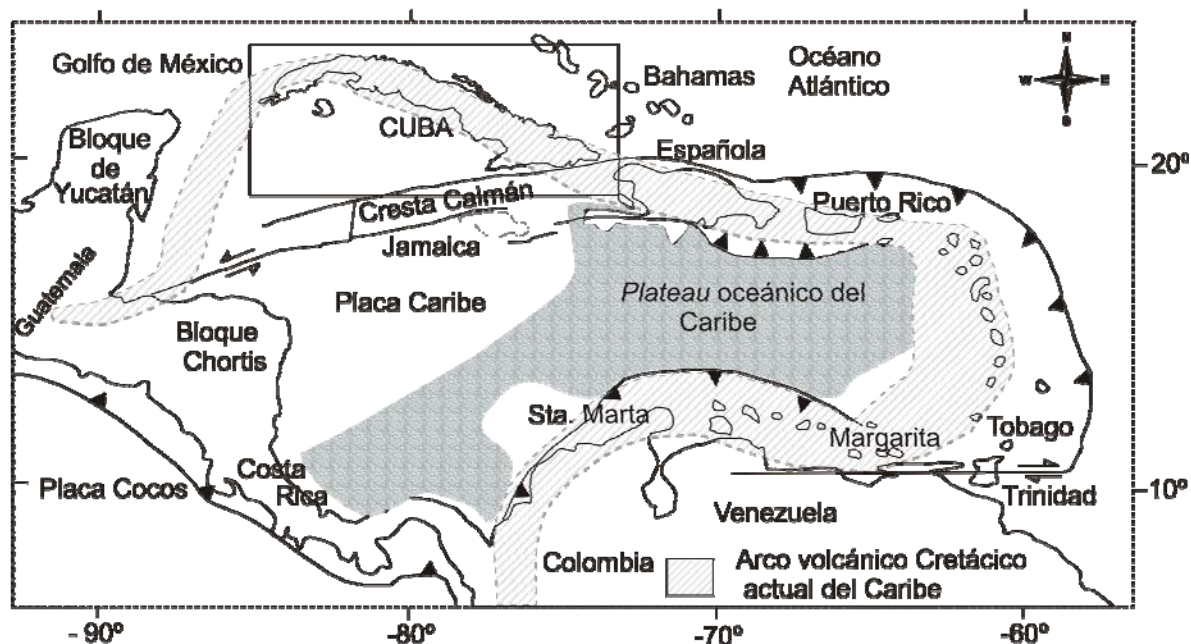 Golfo de México
Océano
Atlántico
N
W
E
S
Bahamas
Bloque
de
Yucatán
CUBA
Española
20º
Cresta Caimán
Puerto Rico
Jamaica
Guatemala
Placa Caribe
Plateau oceánico del
Caribe
Bloque
Chortis
Sta. Marta
Margarita
Tobago
Costa
Rica
Placa Cocos
10º
Trinidad
Venezuela
Colombia
Arco volcánico Cretácico
actual del Caribe
- 90º
-80º
-70º
-60º